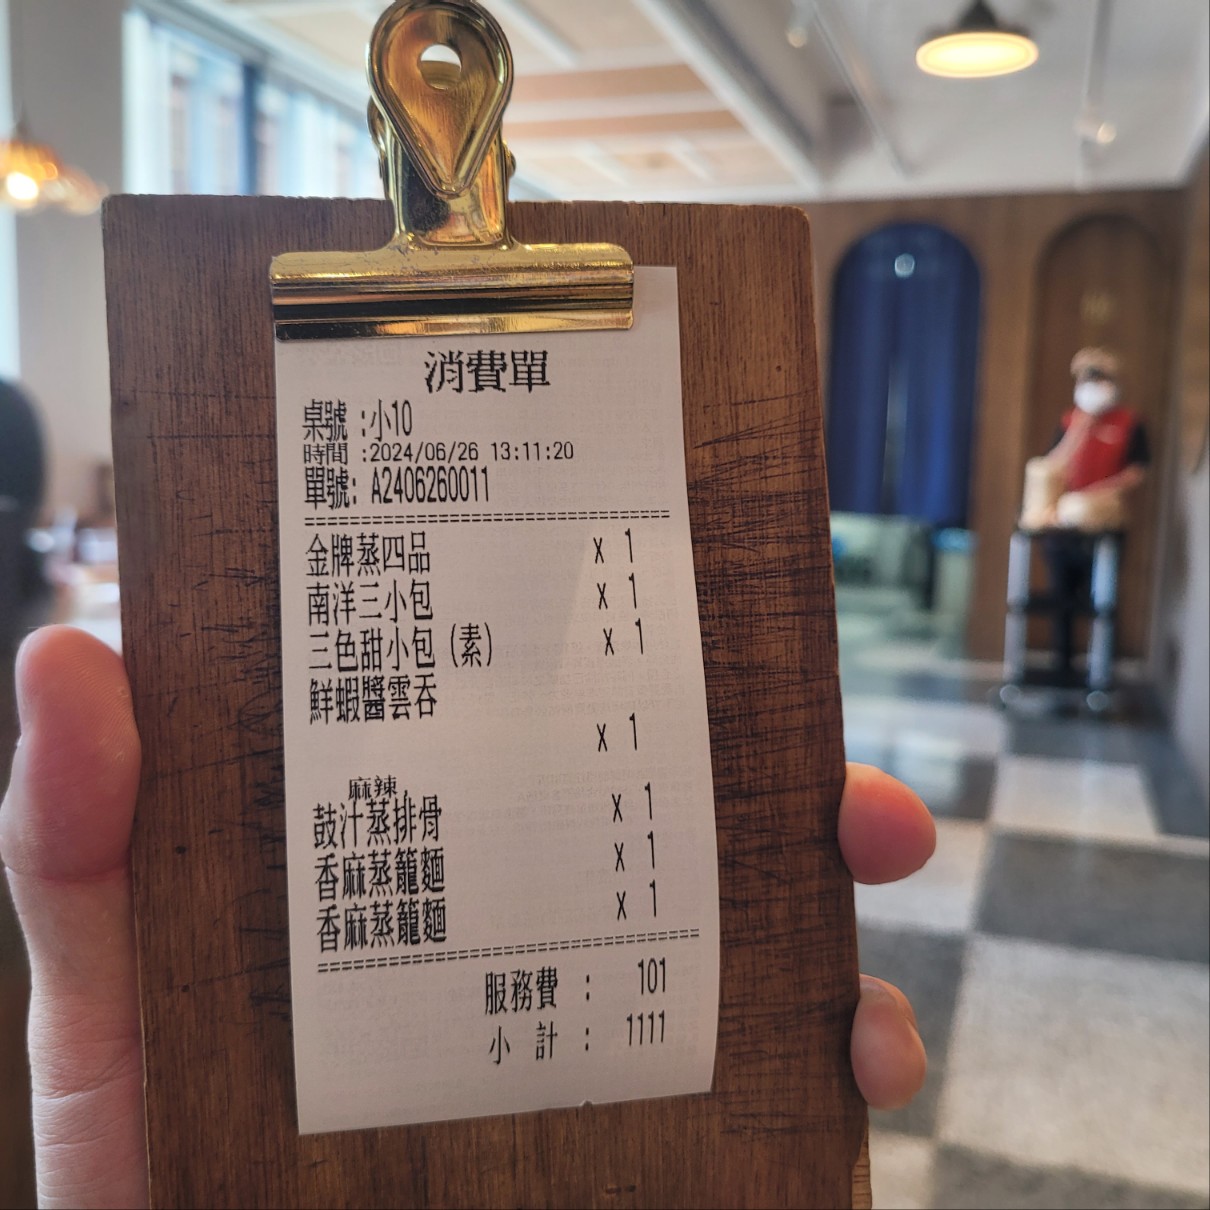 消費單
桌號 :小10
時間 :2024/06/26 13:11:20
單號: A2406260011
金牌蒸四品 x 1
南洋三小包 x 1
三色甜小包(素) x 1
鮮蝦醬雲吞
x 1
麻辣,
鼓汁蒸排骨 x 1
香麻蒸籠麵 x 1
香麻蒸籠麵 x 1
服務費 : 101
小 計 : 1111